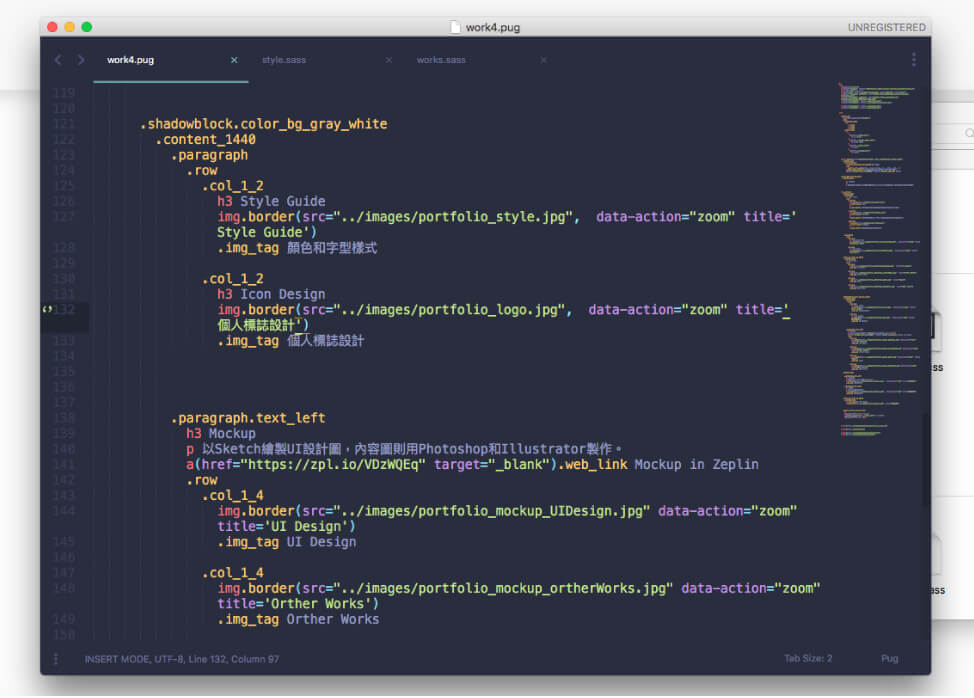 work4.pug
UNREGISTERED
work4.pug
style.sass
works.sass
119
120
121 .shadowblock.color_bg_gray_white
122 .content_1440
123 .paragraph
124 .row
125 .col_1_2
126 h3 Style Guide
127 img.border(src="../images/portfolio_style.jpg",  data-action="zoom" title='
Style Guide')
128 .img_tag 顏色和字型樣式
129
130 .col_1_2
131 h3 Icon Design
132 img.border(src="../images/portfolio_logo.jpg",  data-action="zoom" title='
個人標誌設計')
133 .img_tag 個人標誌設計
134
135
136
137
138 .paragraph.text_left
139 h3 Mockup
140 p 以Sketch繪製UI設計圖，內容圖則用Photoshop和Illustrator製作。
141 a(href="https://zpl.io/VDzWQEq" target="_blank").web_link Mockup in Zeplin
142 .row
143 .col_1_4
144 img.border(src="../images/portfolio_mockup_UIDesign.jpg" data-action="zoom"
title='UI Design')
145 .img_tag UI Design
146
147 .col_1_4
148 img.border(src="../images/portfolio_mockup_ortherWorks.jpg" data-action="zoom"
title='Orther Works')
149 .img_tag Orther Works
150
INSERT MODE, UTF-8, Line 132, Column 97
Tab Size: 2
Pug
ss
ass